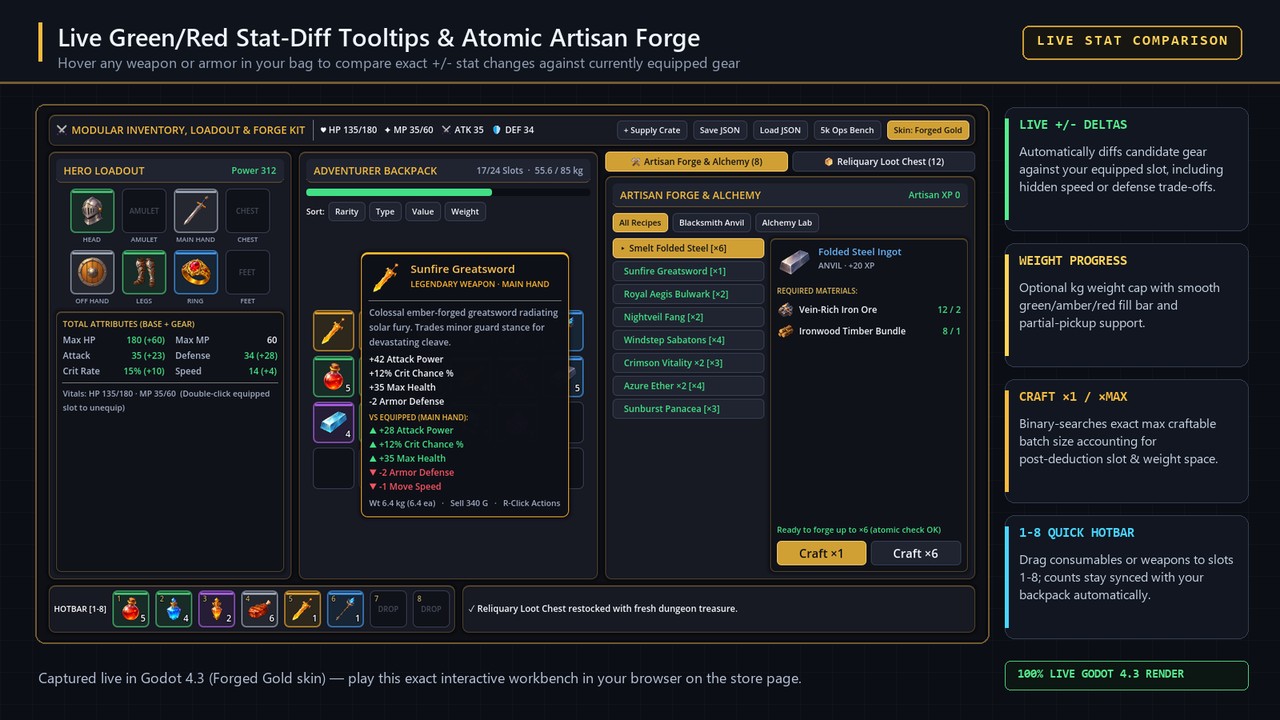 Live Green/Red Stat-Diff Tooltips & Atomic Artisan Forge
Hover any weapon or armor in your bag to compare exact +/- stat changes against currently equipped gear
LIVE STAT COMPARISON
MODULAR INVENTORY, LOADOUT & FORGE KIT
♥ HP 135/180 ✦ MP 35/60 ⚔ ATK 35 🛡 DEF 34
+ Supply Crate
Save JSON
Load JSON
5k Ops Bench
Skin: Forged Gold
HERO LOADOUT
Power 312
AMULET
CHEST
HEAD
AMULET
MAIN HAND
CHEST
FEET
OFF HAND
LEGS
RING
FEET
TOTAL ATTRIBUTES (BASE + GEAR)
Max HP 180 (+60) Max MP 60
Attack 35 (+23) Defense 34 (+28)
Crit Rate 15% (+10) Speed 14 (+4)
Vitals: HP 135/180 · MP 35/60 (Double-click equipped
slot to unequip)
ADVENTURER BACKPACK
17/24 Slots · 55.6 / 85 kg
Sort:
Rarity
Type
Value
Weight
5
5
4
Sunfire Greatsword
LEGENDARY WEAPON · MAIN HAND
Colossal ember-forged greatsword radiating
solar fury. Trades minor guard stance for
devastating cleave.
+42 Attack Power
+12% Crit Chance %
+35 Max Health
-2 Armor Defense
VS EQUIPPED (MAIN HAND):
▲ +28 Attack Power
▲ +12% Crit Chance %
▲ +35 Max Health
▼ -2 Armor Defense
▼ -1 Move Speed
Wt 6.4 kg (6.4 ea) · Sell 340 G · R-Click Actions
Artisan Forge & Alchemy (8)
Reliquary Loot Chest (12)
ARTISAN FORGE & ALCHEMY
Artisan XP 0
All Recipes
Blacksmith Anvil
Alchemy Lab
‣ Smelt Folded Steel [×6]
Sunfire Greatsword [×1]
Royal Aegis Bulwark [×2]
Nightveil Fang [×2]
Windstep Sabatons [×4]
Crimson Vitality ×2 [×3]
Azure Ether ×2 [×4]
Sunburst Panacea [×3]
Folded Steel Ingot
ANVIL · +20 XP
REQUIRED MATERIALS:
Vein-Rich Iron Ore 12 / 2
Ironwood Timber Bundle 8 / 1
Ready to forge up to ×6 (atomic check OK)
Craft ×1
Craft ×6
HOTBAR [1-8]
1 5
2 4
3 2
4 6
5 1
6 1
7 DROP
8 DROP
✓ Reliquary Loot Chest restocked with fresh dungeon treasure.
LIVE +/- DELTAS
Automatically diffs candidate gear
against your equipped slot, including
hidden speed or defense trade-offs.
WEIGHT PROGRESS
Optional kg weight cap with smooth
green/amber/red fill bar and
partial-pickup support.
CRAFT ×1 / ×MAX
Binary-searches exact max craftable
batch size accounting for
post-deduction slot & weight space.
1-8 QUICK HOTBAR
Drag consumables or weapons to slots
1-8; counts stay synced with your
backpack automatically.
Captured live in Godot 4.3 (Forged Gold skin) — play this exact interactive workbench in your browser on the store page.
100% LIVE GODOT 4.3 RENDER